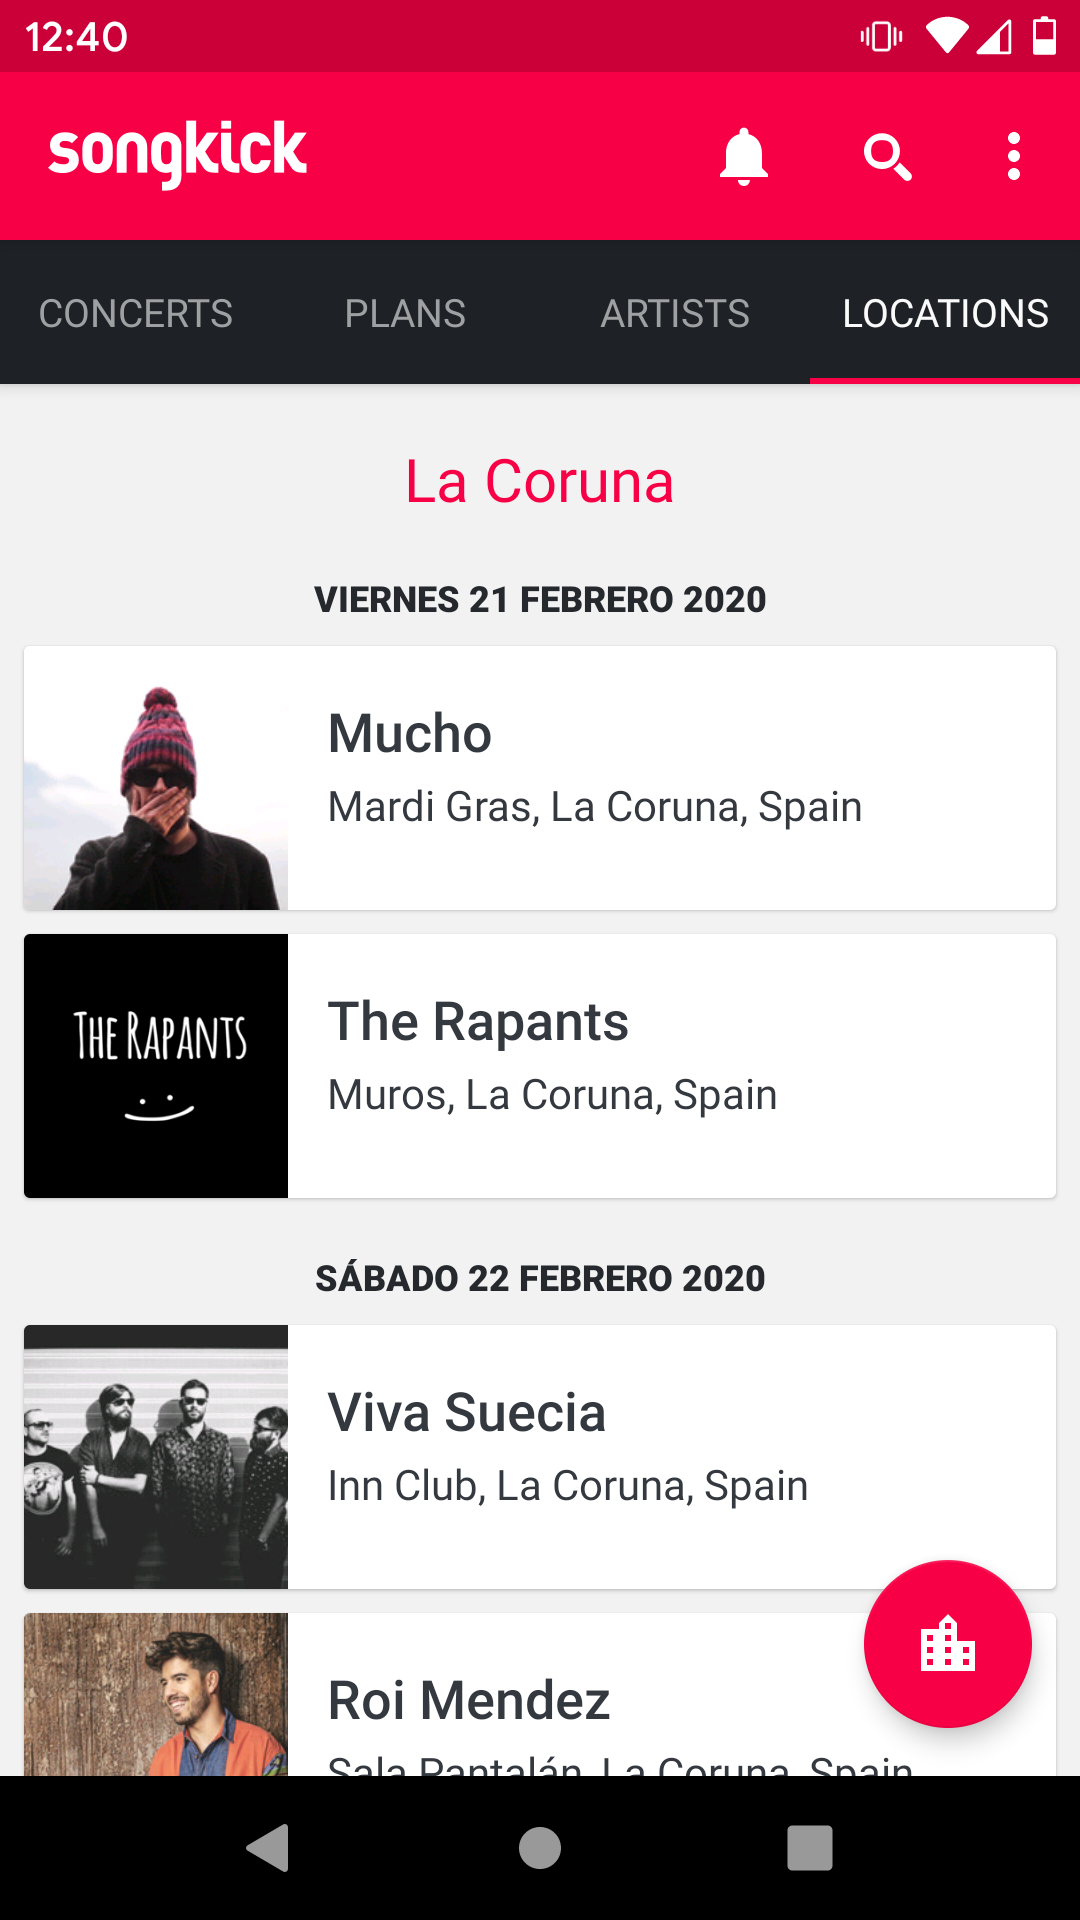 12:40
songkick
CONCERTS PLANS ARTISTS LOCATIONS
La Coruna
VIERNES 21 FEBRERO 2020
Mucho
Mardi Gras, La Coruna, Spain
THE RAPANTS
The Rapants
Muros, La Coruna, Spain
SÁBADO 22 FEBRERO 2020
Viva Suecia
Inn Club, La Coruna, Spain
Roi Mendez
Sala Pantalán, La Coruna, Spain